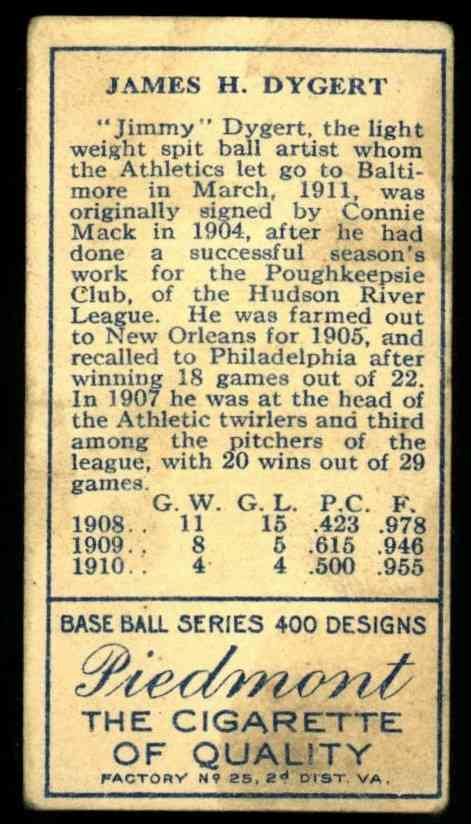 JAMES H. DYGERT
"Jimmy" Dygert, the light
weight spit ball artist whom
the Athletics let go to Balti-
more in March, 1911, was
originally signed by Connie
Mack in 1904, after he had
done a successful season's
work for the Poughkeepsie
Club, of the Hudson River
League. He was farmed out
to New Orleans for 1905, and
recalled to Philadelphia after
winning 18 games out of 22.
In 1907 he was at the head of
the Athletic twirlers and third
among the pitchers of the
league, with 20 wins out of 29
games.
G. W. G. L. P.C. F.
1908.. 11 15 .423 .978
1909.. 8 5 .615 .946
1910.. 4 4 .500 .955
BASE BALL SERIES 400 DESIGNS
Piedmont
THE CIGARETTE
OF QUALITY
FACTORY Nº 25, 2d DIST. VA.